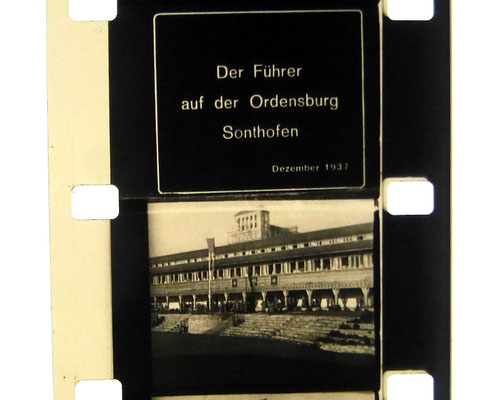 Der Führer
auf der Ordensburg
Sonthofen
Dezember 1937